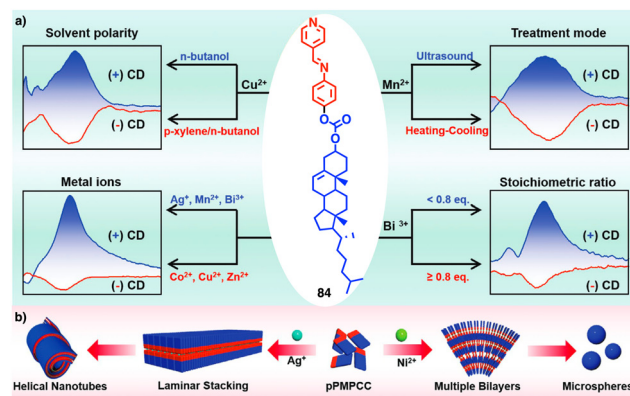 a)
Solvent polarity
Treatment mode
(+) CD
(-) CD
n-butanol
Cu2+
p-xylene/n-butanol
N
N
O
O
O
84
Ultrasound
Mn2+
Heating-Cooling
(+) CD
(-) CD
Metal ions
Stoichiometric ratio
(+) CD
(-) CD
Ag+, Mn2+, Bi3+
Co2+, Cu2+, Zn2+
< 0.8 eq.
Bi 3+
≥ 0.8 eq.
(+) CD
(-) CD
b)
Ag+
Ni2+
Helical Nanotubes
Laminar Stacking
pPMPCC
Multiple Bilayers
Microspheres